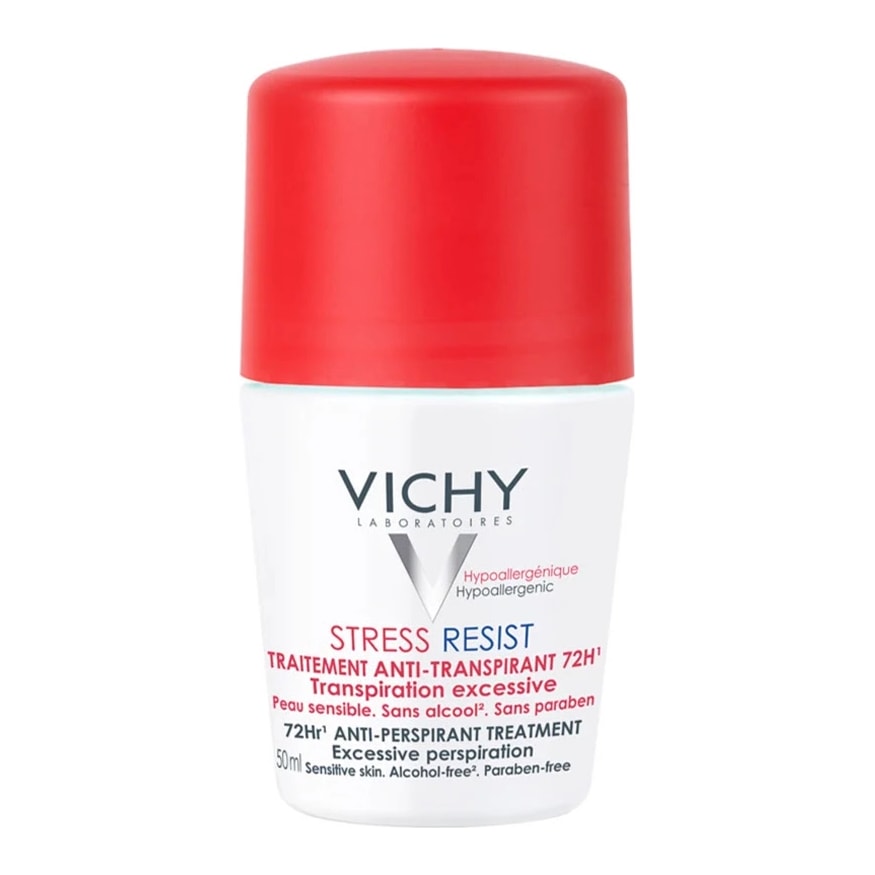 VICHY
LABORATOIRES
Hypoallergénique
Hypoallergenic
STRESS RESIST
TRAITEMENT ANTI-TRANSPIRANT 72H¹
Transpiration excessive
Peau sensible. Sans alcool². Sans paraben
72Hr¹ ANTI-PERSPIRANT TREATMENT
Excessive perspiration
50ml Sensitive skin. Alcohol-free². Paraben-free